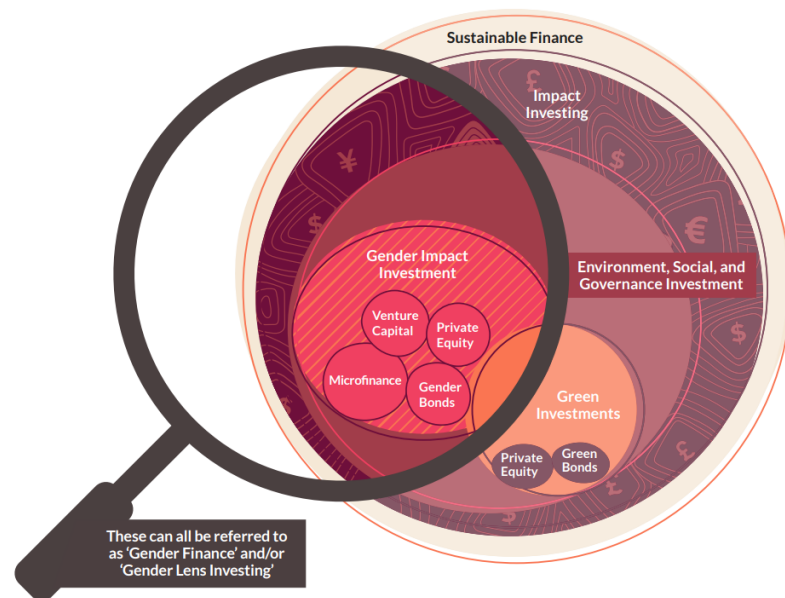 Sustainable Finance
£
Impact
Investing
¥
$
$
€
Gender Impact
Investment
Environment, Social, and
Governance Investment
Venture
Capital
Private
Equity
$
Microfinance
Gender
Bonds
Green
Investments
$
Private
Equity
Green
Bonds
£
£
$
These can all be referred to
as ‘Gender Finance’ and/or
‘Gender Lens Investing’